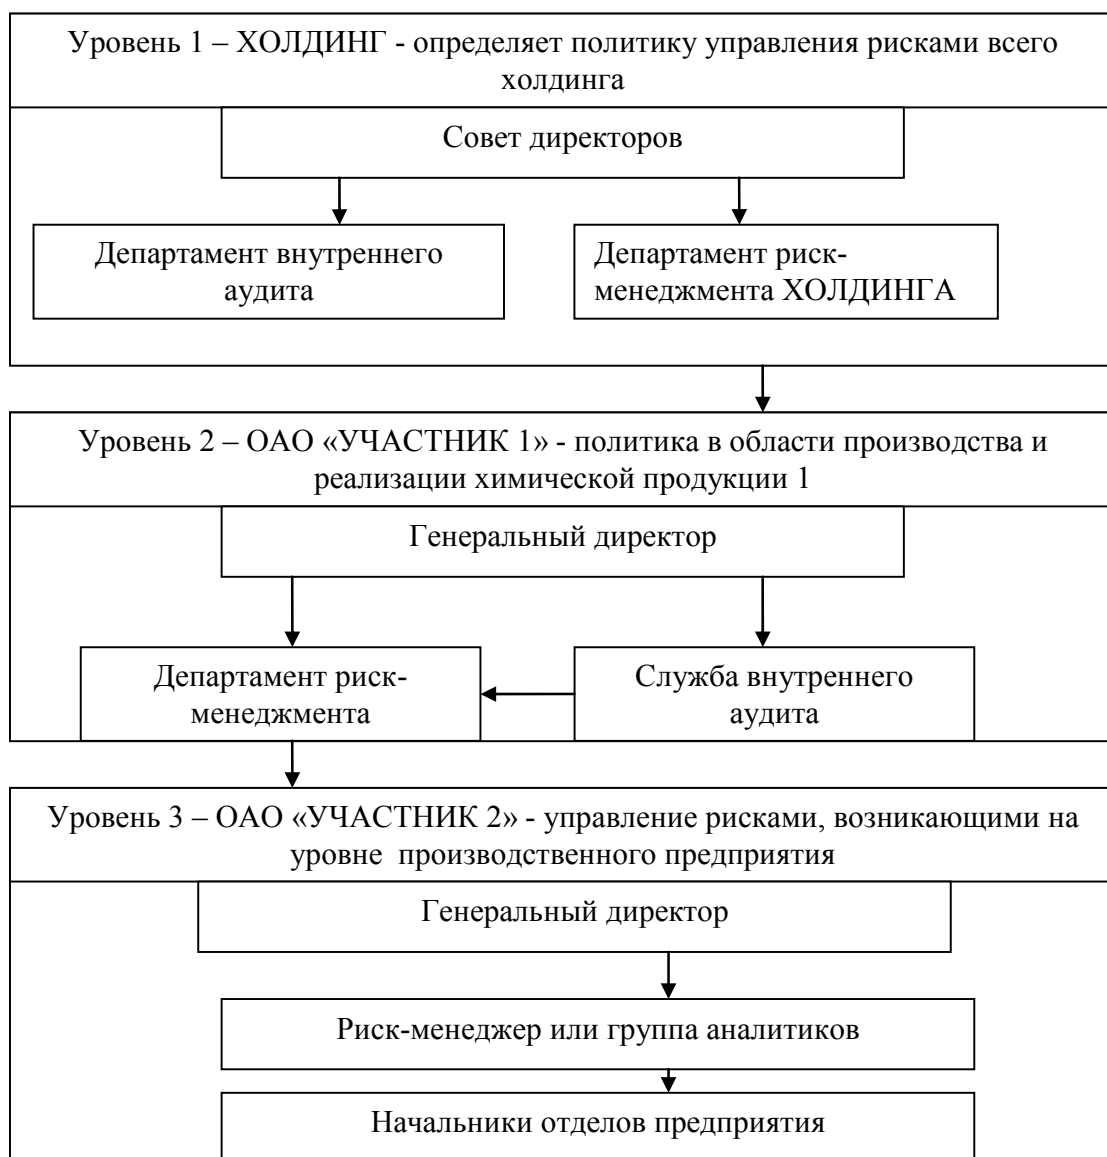 Уровень 1 – ХОЛДИНГ - определяет политику управления рисками всего
холдинга
Совет директоров
Департамент внутреннего
аудита
Департамент риск-
менеджмента ХОЛДИНГА
Уровень 2 – ОАО «УЧАСТНИК 1» - политика в области производства и
реализации химической продукции 1
Генеральный директор
Департамент риск-
менеджмента
Служба внутреннего
аудита
Уровень 3 – ОАО «УЧАСТНИК 2» - управление рисками, возникающими на
уровне производственного предприятия
Генеральный директор
Риск-менеджер или группа аналитиков
Начальники отделов предприятия